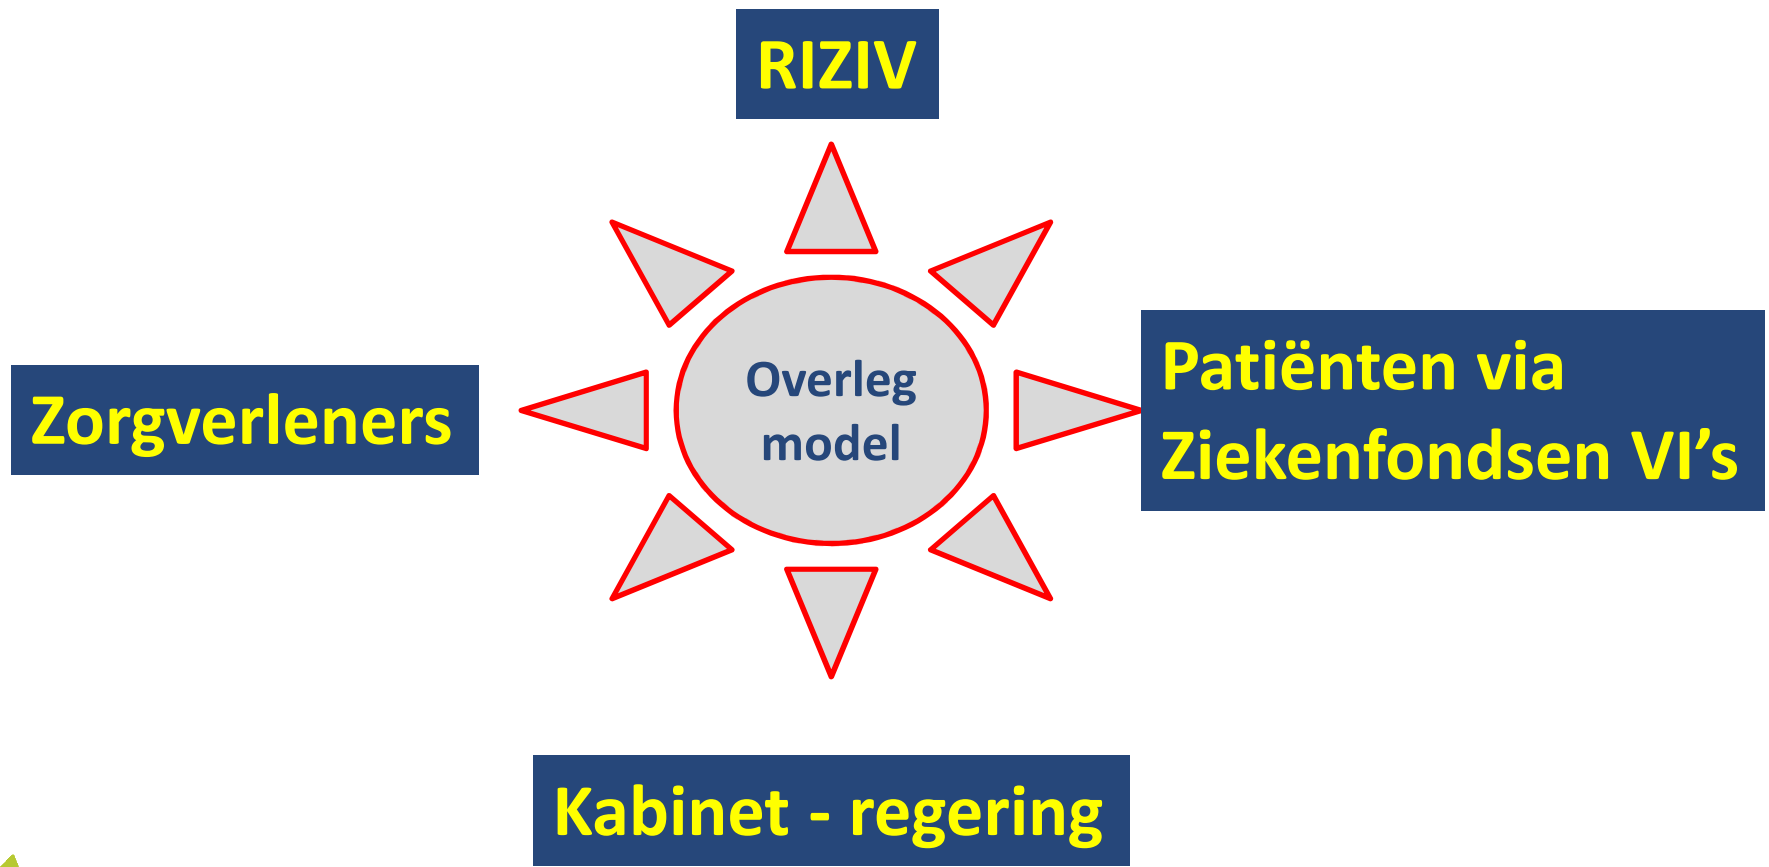 RIZIV
Overleg
model
Zorgverleners
Patiënten via
Ziekenfondsen VI’s
Kabinet - regering